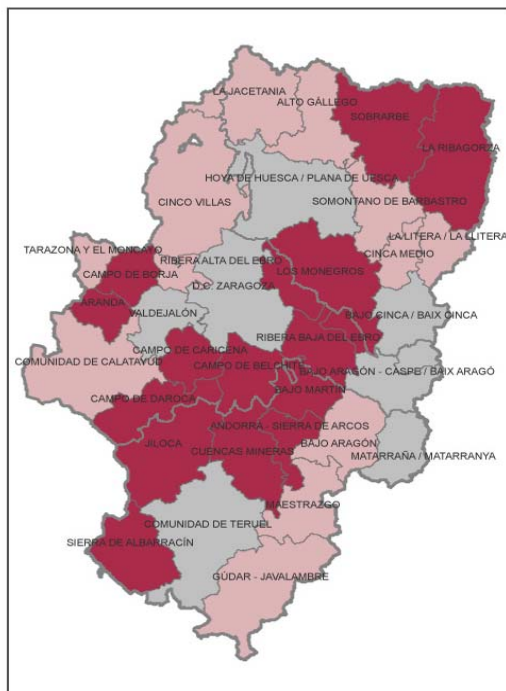 LA JACETANIA
ALTO GÁLLEGO
SOBRARBE
LA RIBAGORZA
HOYA DE HUESCA / PLANA DE UESCA
CINCO VILLAS
SOMONTANO DE BARBASTRO
LA LITERA / LA LLITERA
TARAZONA Y EL MONCAYO
RIBERA ALTA DEL EBRO
CINCA MEDIO
CAMPO DE BORJA
LOS MONEGROS
D.C. ZARAGOZA
ARANDA
VALDEJALÓN
BAJO CINCA / BAIX CINCA
RIBERA BAJA DEL EBRO
CAMPO DE CARIÑENA
COMUNIDAD DE CALATAYUD
CAMPO DE BELCHITE
BAJO ARAGÓN - CASPE / BAIX ARAGÓ
BAJO MARTÍN
CAMPO DE DAROCA
ANDORRA - SIERRA DE ARCOS
JILOCA
BAJO ARAGÓN
CUENCAS MINERAS
MATARRAÑA / MATARRANYA
MAESTRAZGO
COMUNIDAD DE TERUEL
SIERRA DE ALBARRACÍN
GÚDAR - JAVALAMBRE